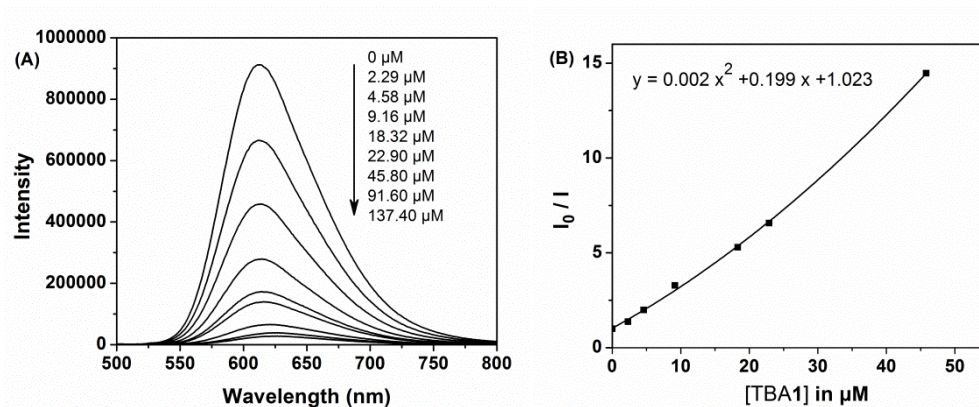 (A)
1000000
800000
600000
400000
200000
0
Intensity
0 µM
2.29 µM
4.58 µM
9.16 µM
18.32 µM
22.90 µM
45.80 µM
91.60 µM
137.40 µM
500 550 600 650 700 750 800
Wavelength (nm)
(B)
y = 0.002 x² +0.199 x +1.023
15
10
5
0
I₀ / I
0 10 20 30 40 50
[TBA1] in µM